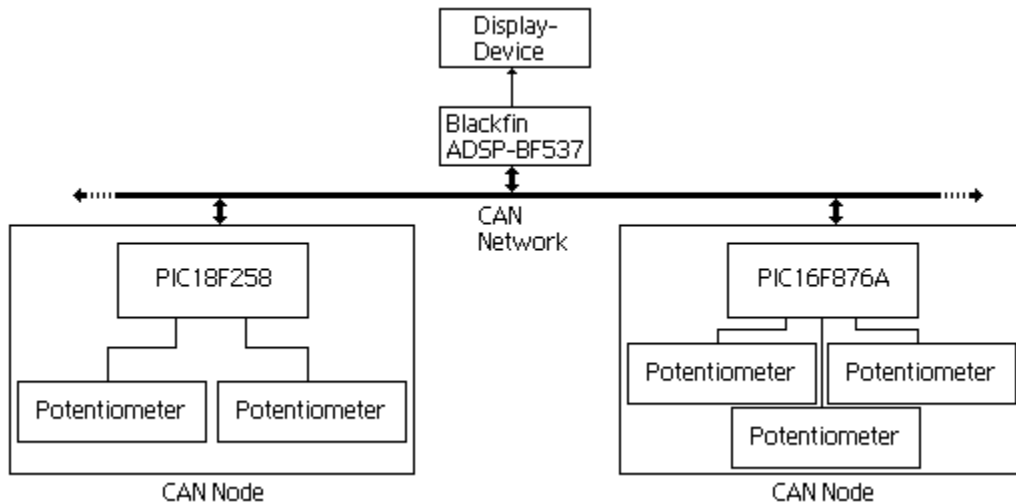 Display-
Device
Blackfin
ADSP-BF537
CAN
Network
PIC18F258
Potentiometer
Potentiometer
CAN Node
PIC16F876A
Potentiometer
Potentiometer
Potentiometer
CAN Node